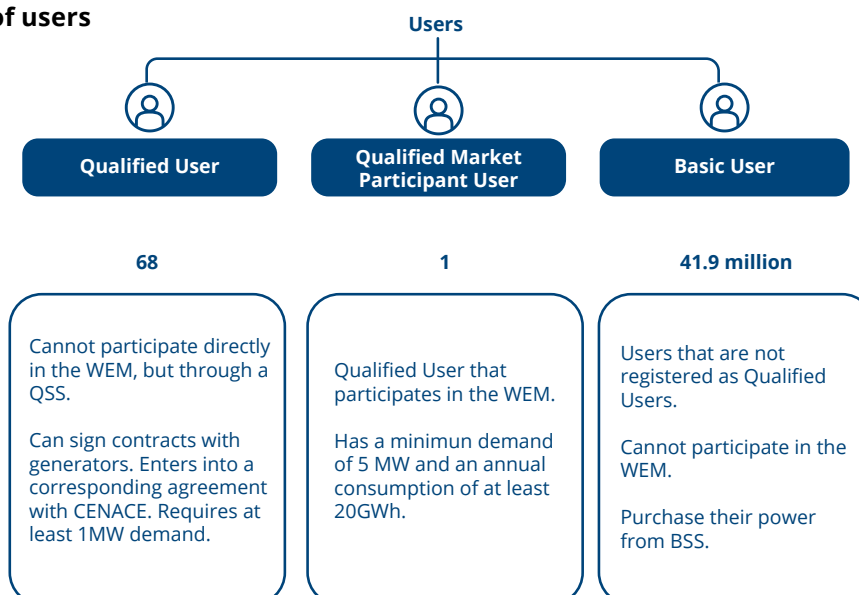 of users
Users
Qualified User
Qualified Market
Participant User
Basic User
68
1
41.9 million
Cannot participate directly
in the WEM, but through a
QSS.
Can sign contracts with
generators. Enters into a
corresponding agreement
with CENACE. Requires at
least 1MW demand.
Qualified User that
participates in the WEM.
Has a minimun demand
of 5 MW and an annual
consumption of at least
20GWh.
Users that are not
registered as Qualified
Users.
Cannot participate in the
WEM.
Purchase their power
from BSS.